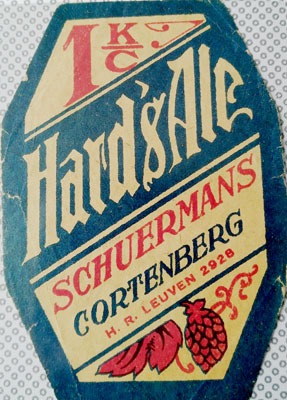 1 K/C
Hard's Ale
SCHUERMANS
CORTENBERG
H. R. LEUVEN 2928